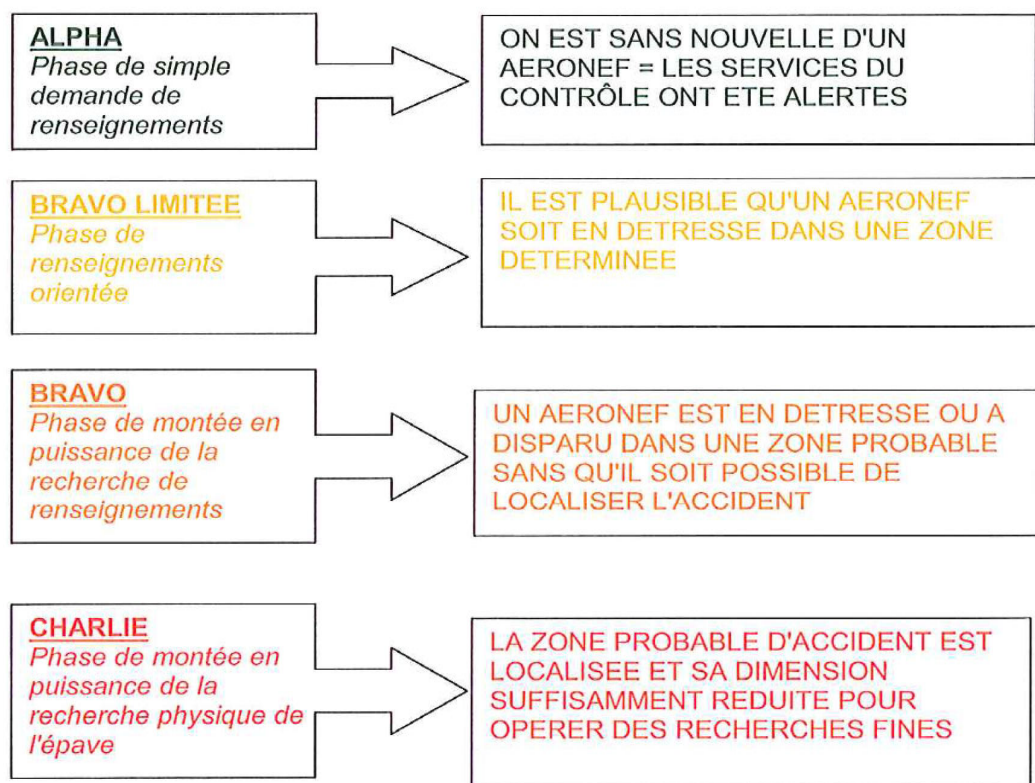 ALPHA
Phase de simple
demande de
renseignements
ON EST SANS NOUVELLE D'UN
AERONEF = LES SERVICES DU
CONTRÔLE ONT ETE ALERTES
BRAVO LIMITEE
Phase de
renseignements
orientée
IL EST PLAUSIBLE QU'UN AERONEF
SOIT EN DETRESSE DANS UNE ZONE
DETERMINEE
BRAVO
Phase de montée en
puissance de la
recherche de
renseignements
UN AERONEF EST EN DETRESSE OU A
DISPARU DANS UNE ZONE PROBABLE
SANS QU'IL SOIT POSSIBLE DE
LOCALISER L'ACCIDENT
CHARLIE
Phase de montée en
puissance de la
recherche physique de
l'épave
LA ZONE PROBABLE D'ACCIDENT EST
LOCALISEE ET SA DIMENSION
SUFFISAMMENT REDUITE POUR
OPERER DES RECHERCHES FINES